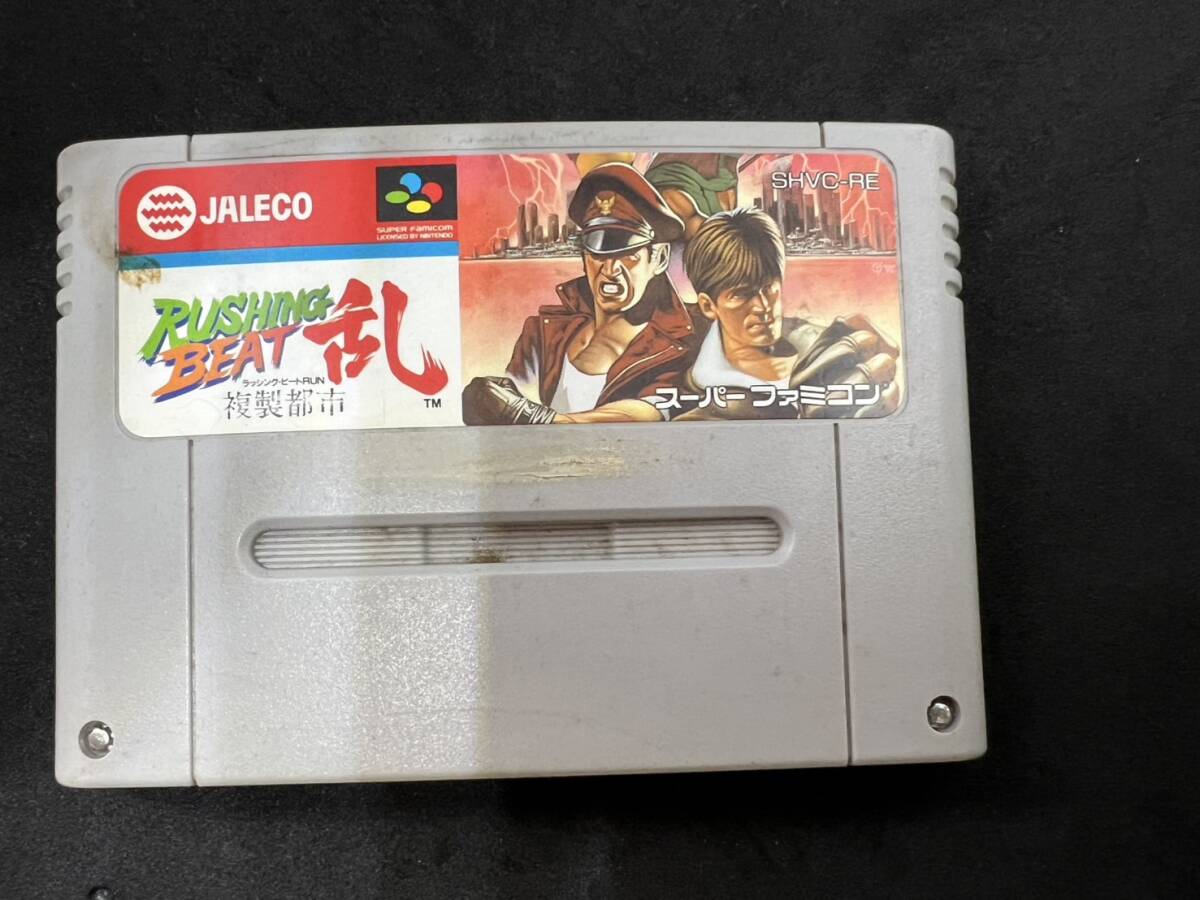 JALECO
SUPER FAMICOM
LICENSED BY NINTENDO
SHVC-RE
RUSHING
BEAT 乱
ラッシング・ビートRUN
複製都市
TM
スーパーファミコン